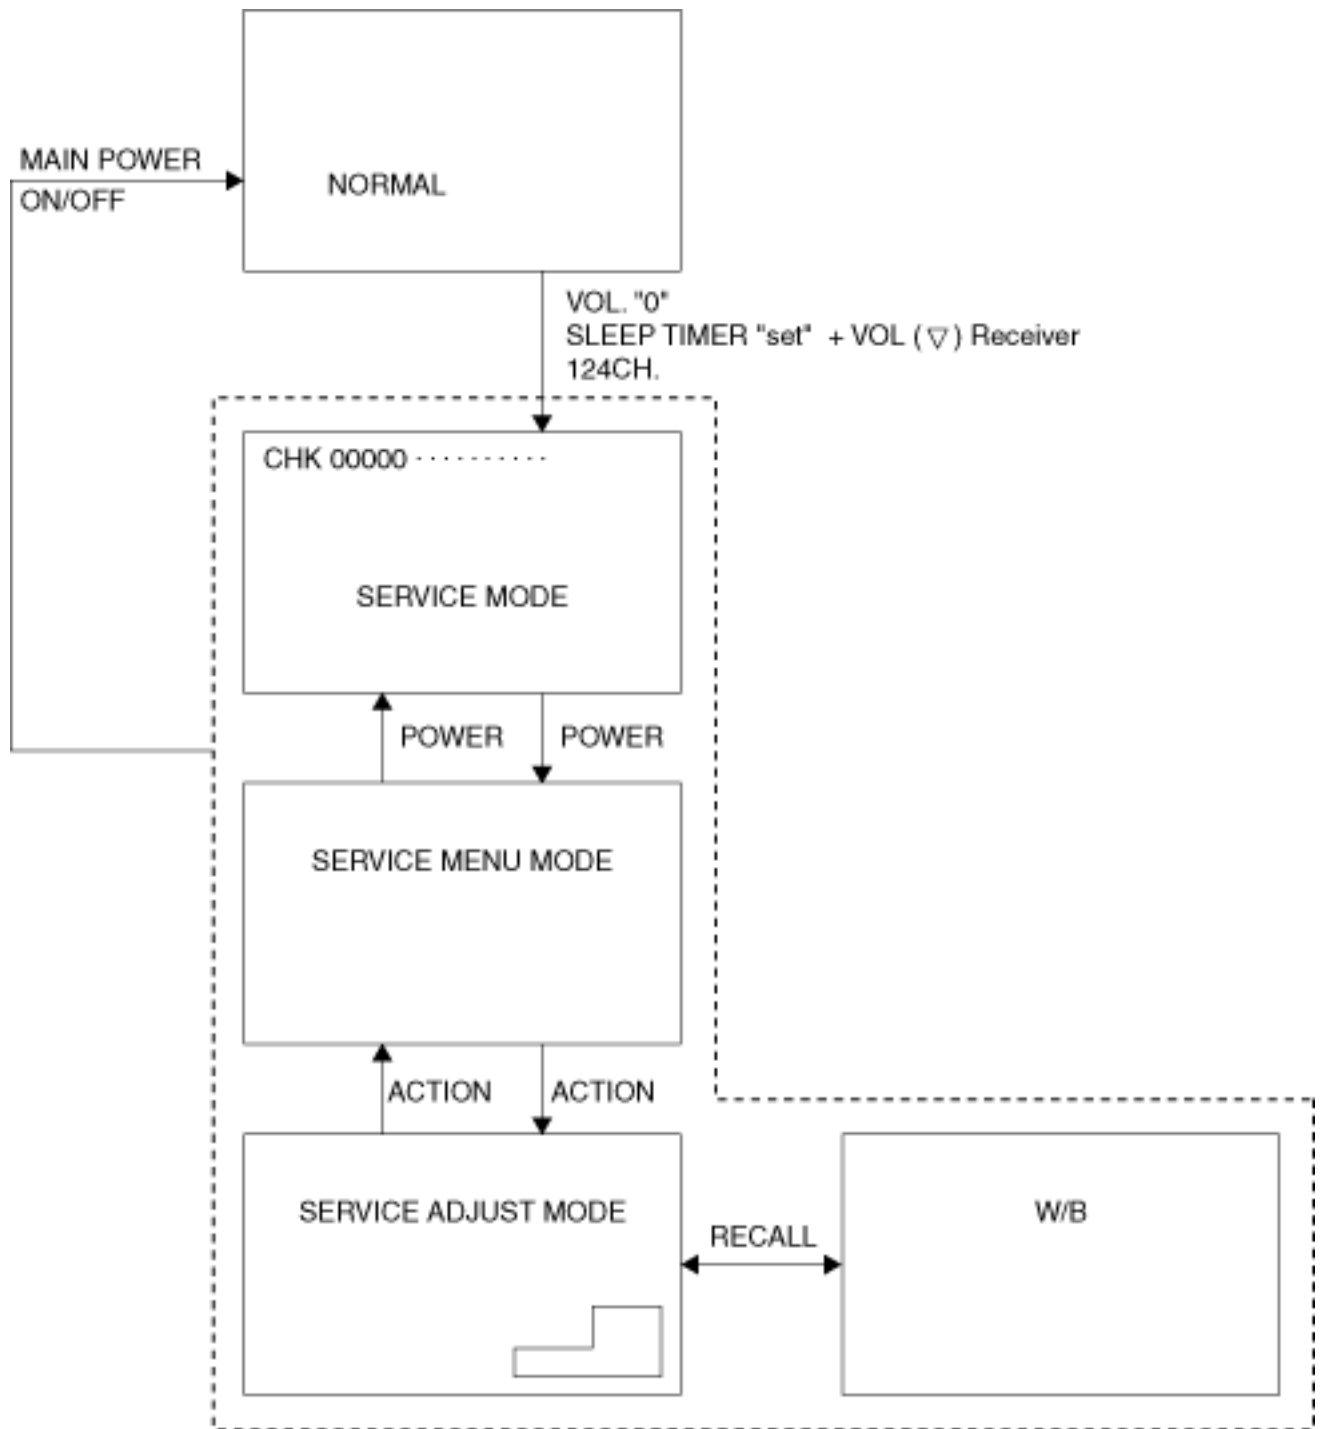 MAIN POWER
ON/OFF
NORMAL
VOL. "0"
SLEEP TIMER "set" + VOL (▽) Receiver
124CH.
CHK 00000 ··········
SERVICE MODE
POWER POWER
SERVICE MENU MODE
ACTION ACTION
SERVICE ADJUST MODE
RECALL
W/B